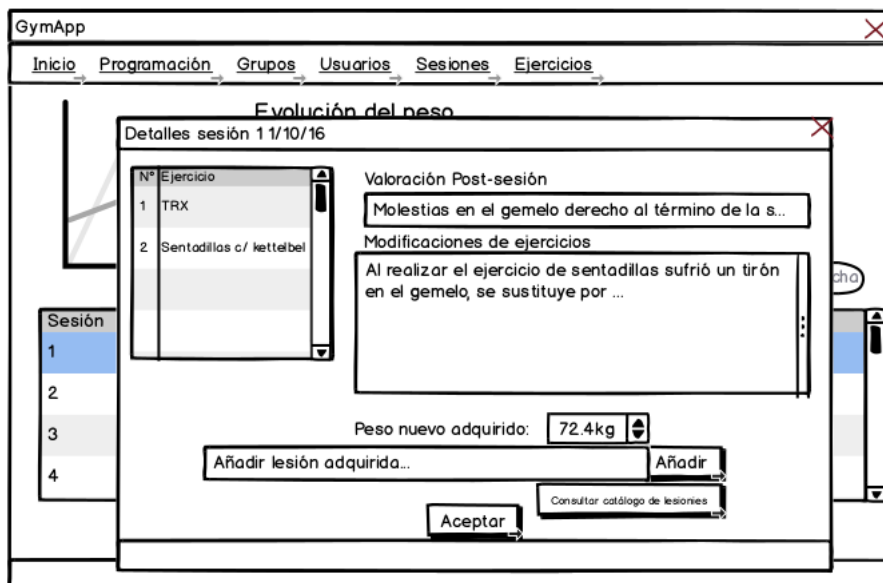 GymApp
Inicio Programación Grupos Usuarios Sesiones Ejercicios
Evolución del peso
Detalles sesión 11/10/16
Nº Ejercicio
1 TRX
2 Sentadillas c/ kettelbel
Valoración Post-sesión
Molestias en el gemelo derecho al término de la s...
Modificaciones de ejercicios
Al realizar el ejercicio de sentadillas sufrió un tirón
en el gemelo, se sustituye por ...
cha
Sesión
1
2
3
4
Peso nuevo adquirido: 72.4kg
Añadir lesión adquirida... Añadir
Consultar catálogo de lesionies
Aceptar